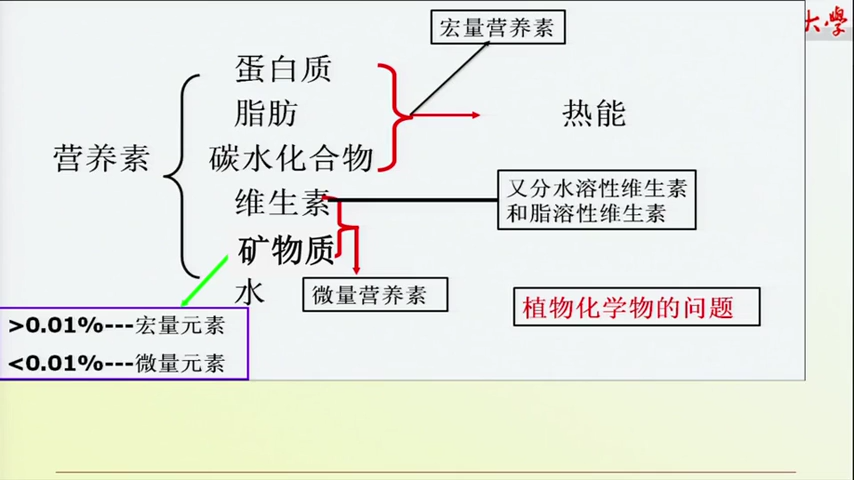 大學
宏量营养素
蛋白质
脂肪
热能
营养素
碳水化合物
维生素
又分水溶性维生素
和脂溶性维生素
矿物质
水
微量营养素
植物化学物的问题
>0.01%---宏量元素
<0.01%---微量元素